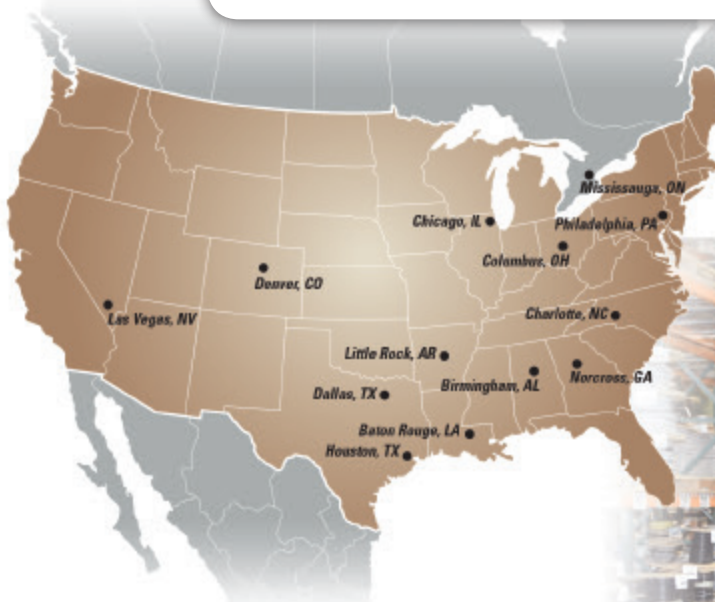 Mississauga, ON
Chicago, IL
Philadelphia, PA
Columbus, OH
Denver, CO
Las Vegas, NV
Charlotte, NC
Little Rock, AR
Norcross, GA
Birmingham, AL
Dallas, TX
Baton Rouge, LA
Houston, TX